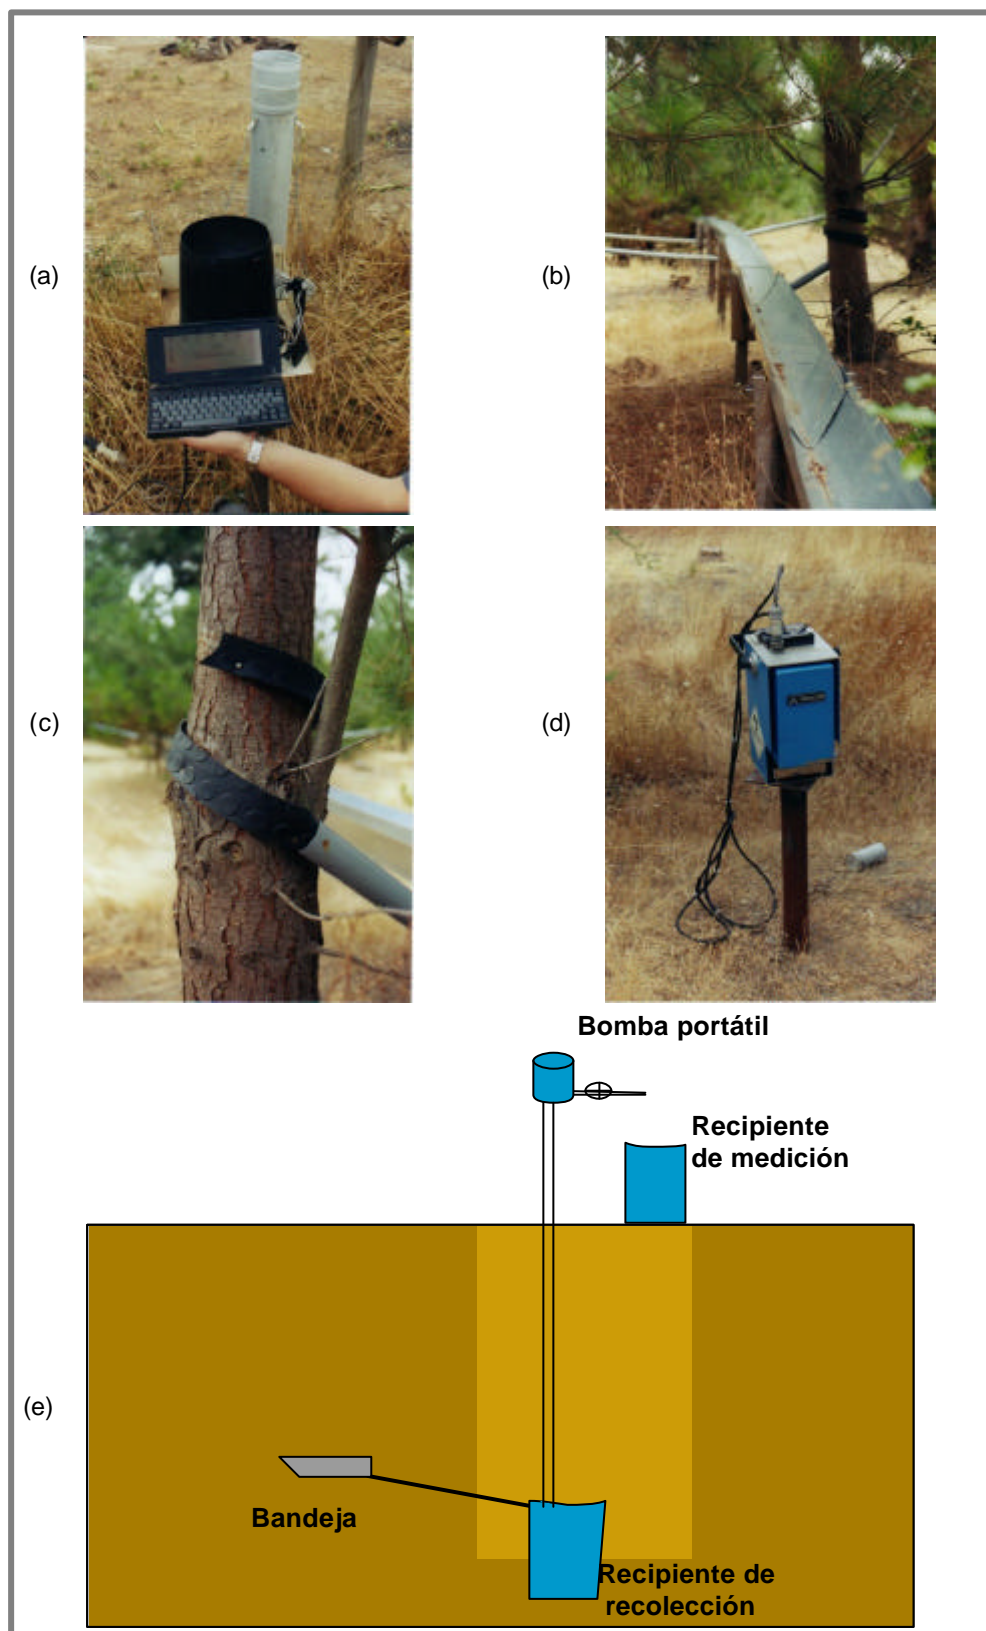 (a)
(b)
(c)
(d)
Bomba portátil
Recipiente
de medición
(e)
Bandeja
Recipiente de
recolección